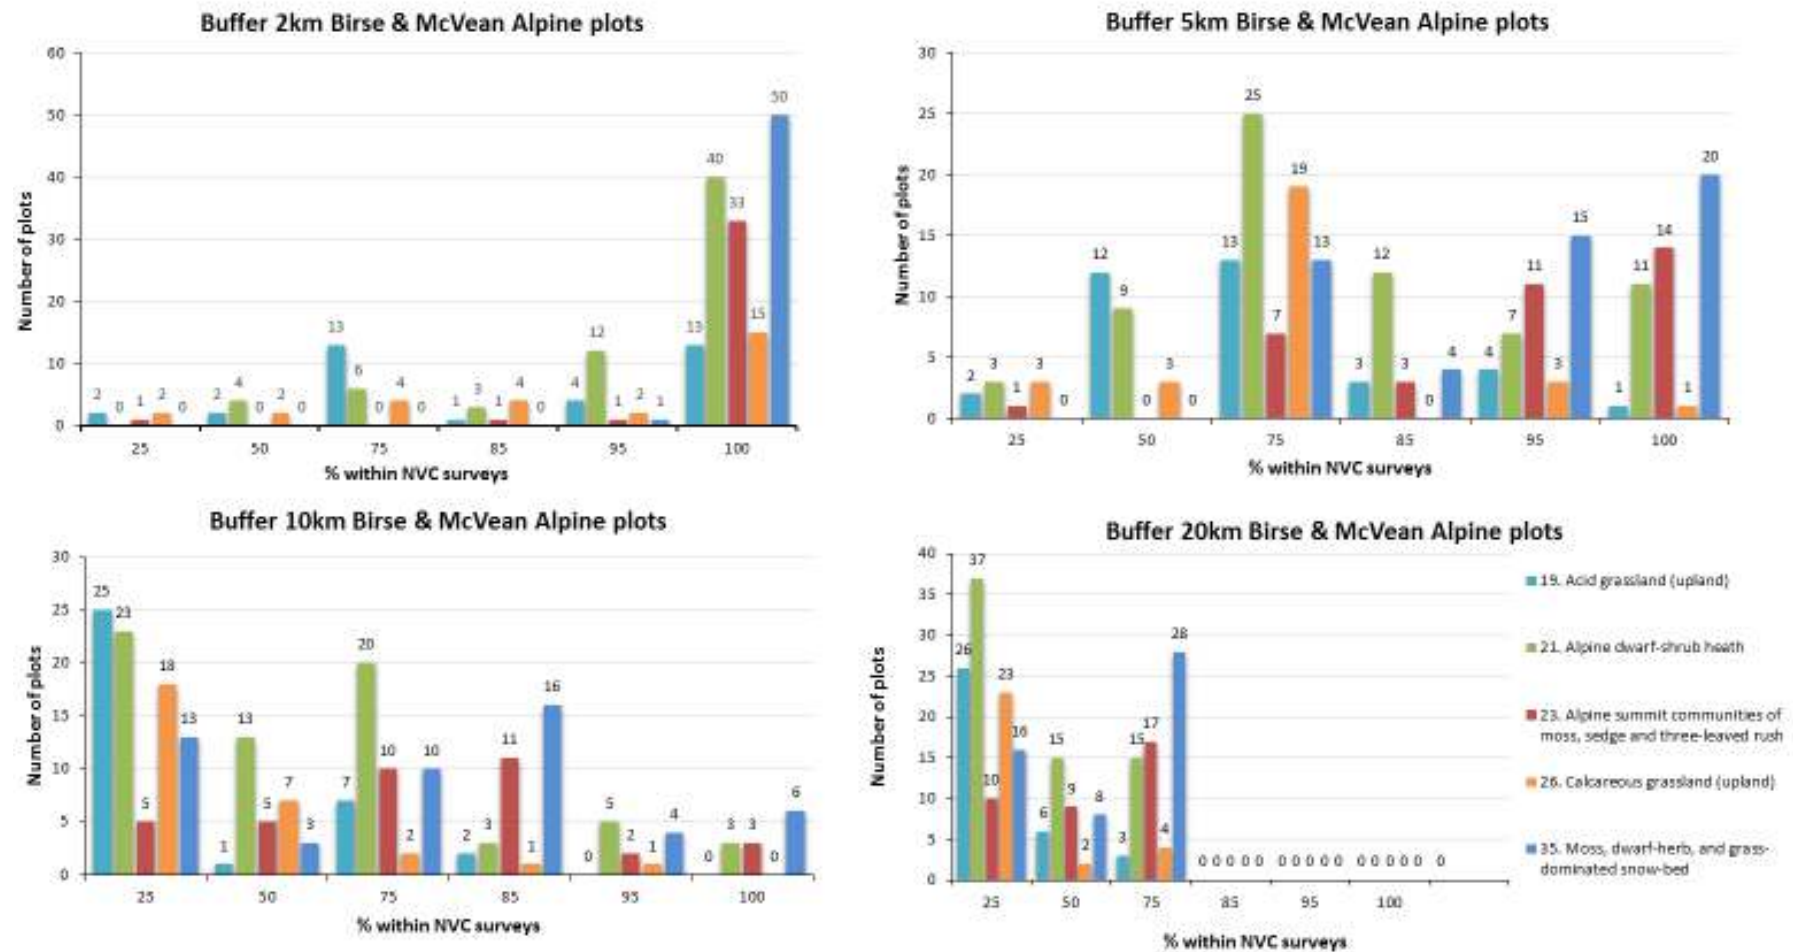 Buffer 2km Birse & McVean Alpine plots
60
50
40
30
20
10
0
Number of plots
2 0 1 2 0
2 4 0 2 0
13 6 0 4 0
1 3 1 4 0
4 12 1 2 1
13 40 33 15 50
25 50 75 85 95 100
% within NVC surveys
Buffer 5km Birse & McVean Alpine plots
30
25
20
15
10
5
0
Number of plots
2 3 1 3 0
12 9 0 3 0
13 25 7 19 13
3 12 3 0 4
4 7 11 3 15
1 11 14 1 20
25 50 75 85 95 100
% within NVC surveys
Buffer 10km Birse & McVean Alpine plots
30
25
20
15
10
5
0
Number of plots
25 23 5 18 13
1 13 5 7 3
7 20 10 2 10
2 3 11 1 16
0 5 2 1 4
0 3 3 0 6
25 50 75 85 95 100
% within NVC surveys
Buffer 20km Birse & McVean Alpine plots
40
35
30
25
20
15
10
5
0
Number of plots
26 37 10 23 16
6 15 9 2 8
3 15 17 4 28
0 0 0 0 0
0 0 0 0 0
0 0 0 0 0
0
25 50 75 85 95 100
% within NVC surveys
19. Acid grassland (upland)
21. Alpine dwarf-shrub heath
23. Alpine summit communities of
moss, sedge and three-leaved rush
26. Calcareous grassland (upland)
35. Moss, dwarf-herb, and grass-
dominated snow-bed